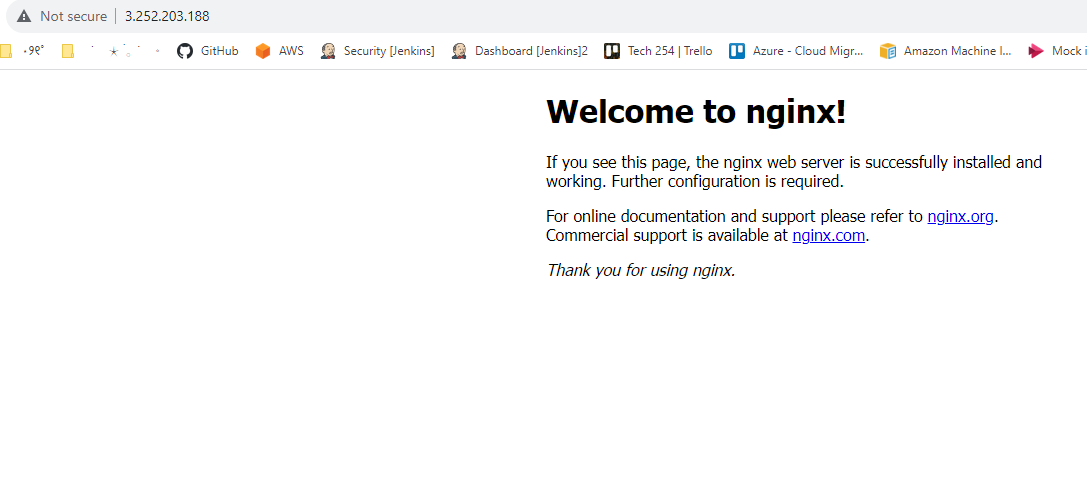 Not secure 3.252.203.188
GitHub AWS Security [Jenkins] Dashboard [Jenkins]2 Tech 254 | Trello Azure - Cloud Migr... Amazon Machine I... Mock i
Welcome to nginx!
If you see this page, the nginx web server is successfully installed and
working. Further configuration is required.
For online documentation and support please refer to nginx.org.
Commercial support is available at nginx.com.
Thank you for using nginx.